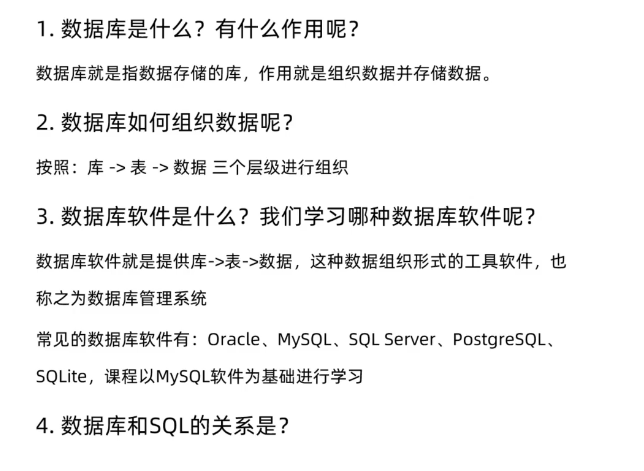 1. 数据库是什么？有什么作用呢？
数据库就是指数据存储的库，作用就是组织数据并存储数据。
2. 数据库如何组织数据呢？
按照：库 -> 表 -> 数据 三个层级进行组织
3. 数据库软件是什么？我们学习哪种数据库软件呢？
数据库软件就是提供库->表->数据，这种数据组织形式的工具软件，也
称之为数据库管理系统
常见的数据库软件有：Oracle、MySQL、SQL Server、PostgreSQL、
SQLite，课程以MySQL软件为基础进行学习
4. 数据库和SQL的关系是？